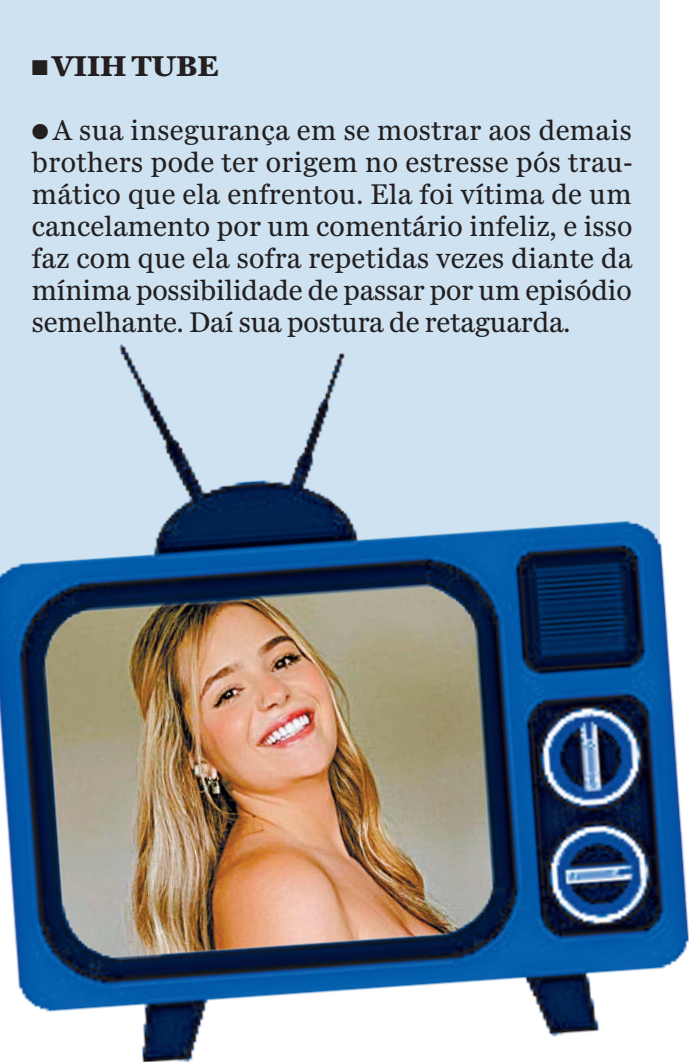 ■VIIH TUBE
●A sua insegurança em se mostrar aos demais
brothers pode ter origem no estresse pós trau-
mático que ela enfrentou. Ela foi vítima de um
cancelamento por um comentário infeliz, e isso
faz com que ela sofra repetidas vezes diante da
mínima possibilidade de passar por um episódio
semelhante. Daí sua postura de retaguarda.